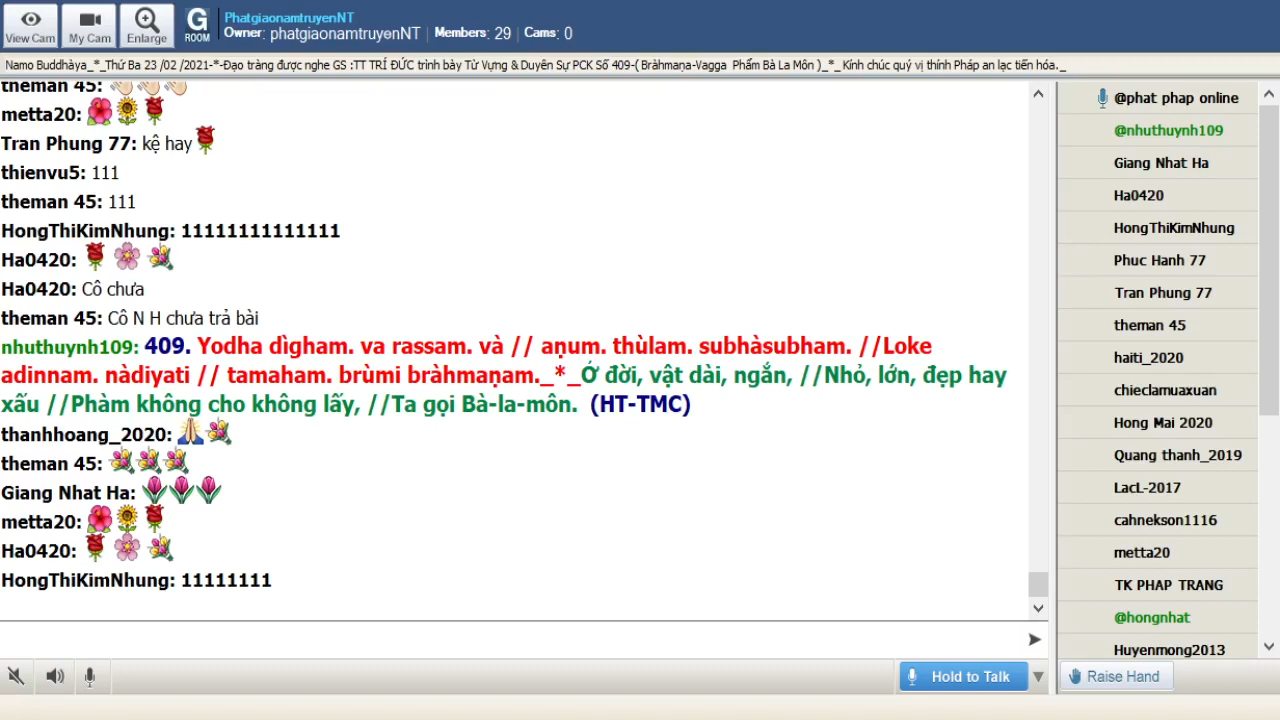 View Cam
My Cam
Enlarge
G
ROOM
PhatgiaonamtruyenNT
Owner: phatgiaonamtruyenNT | Members: 29 | Cams: 0
Namo Buddhàya_*_Thứ Ba 23 /02 /2021-*-Đạo tràng được nghe GS :TT TRÍ ĐỨC trình bày Từ Vựng & Duyên Sự PCK Số 409-( Bràhmaṇa-Vagga Phẩm Bà La Môn )_*_ Kính chúc quý vị thính Pháp an lạc tiến hóa._
theman 45:
metta20:
Tran Phung 77: kệ hay
thienvu5: 111
theman 45: 111
HongThiKimNhung: 11111111111111
Ha0420:
Ha0420: Cô chưa
theman 45: Cô N H chưa trả bài
nhuthuynh109: 409. Yodha dìgham. va rassam. và // aṇum. thùlam. subhàsubham. //Loke
adinnam. nàdiyati // tamaham. brùmi bràhmaṇam._*_Ở đời, vật dài, ngắn, //Nhỏ, lớn, đẹp hay
xấu //Phàm không cho không lấy, //Ta gọi Bà-la-môn. (HT-TMC)
thanhhoang_2020:
theman 45:
Giang Nhat Ha:
metta20:
Ha0420:
HongThiKimNhung: 11111111
Hold to Talk
@phat phap online
@nhuthuynh109
Giang Nhat Ha
Ha0420
HongThiKimNhung
Phuc Hanh 77
Tran Phung 77
theman 45
haiti_2020
chieclamuaxuan
Hong Mai 2020
Quang thanh_2019
LacL-2017
cahnekson1116
metta20
TK PHAP TRANG
@hongnhat
Huyenmong2013
Raise Hand